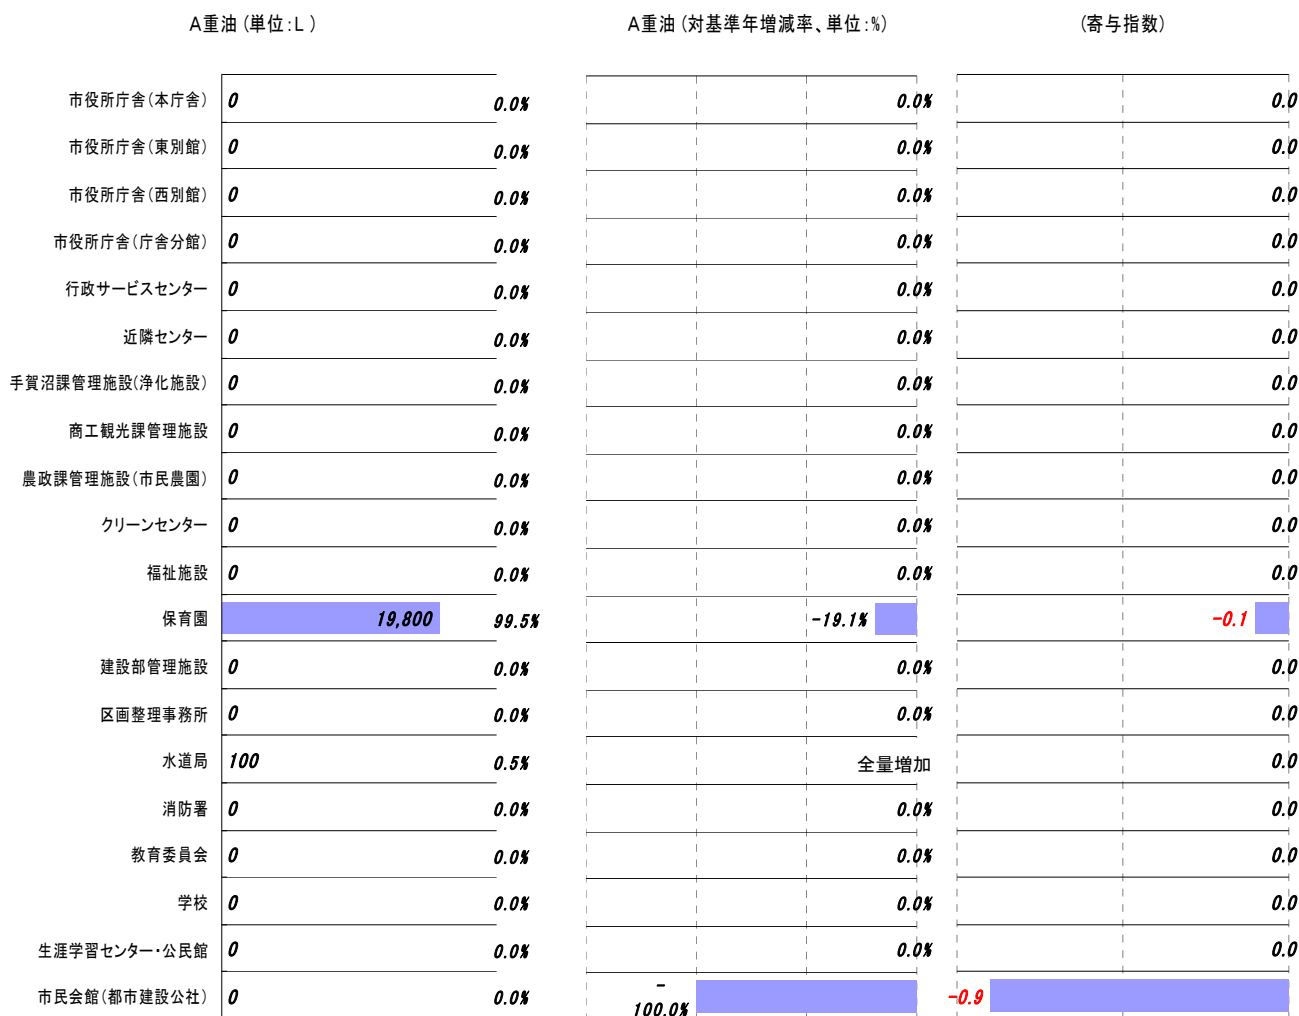 A重油（単位：L ） A重油（対基準年増減率、単位：%） （寄与指数）
市役所庁舎（本庁舎） 0 0.0% 0.0% 0.0
市役所庁舎（東別館） 0 0.0% 0.0% 0.0
市役所庁舎（西別館） 0 0.0% 0.0% 0.0
市役所庁舎（庁舎分館） 0 0.0% 0.0% 0.0
行政サービスセンター 0 0.0% 0.0% 0.0
近隣センター 0 0.0% 0.0% 0.0
手賀沼課管理施設（浄化施設） 0 0.0% 0.0% 0.0
商工観光課管理施設 0 0.0% 0.0% 0.0
農政課管理施設（市民農園） 0 0.0% 0.0% 0.0
クリーンセンター 0 0.0% 0.0% 0.0
福祉施設 0 0.0% 0.0% 0.0
保育園 19,800 99.5% -19.1% -0.1
建設部管理施設 0 0.0% 0.0% 0.0
区画整理事務所 0 0.0% 0.0% 0.0
水道局 100 0.5% 全量増加 0.0
消防署 0 0.0% 0.0% 0.0
教育委員会 0 0.0% 0.0% 0.0
学校 0 0.0% 0.0% 0.0
生涯学習センター・公民館 0 0.0% 0.0% 0.0
市民会館（都市建設公社） 0 0.0% -100.0% -0.9